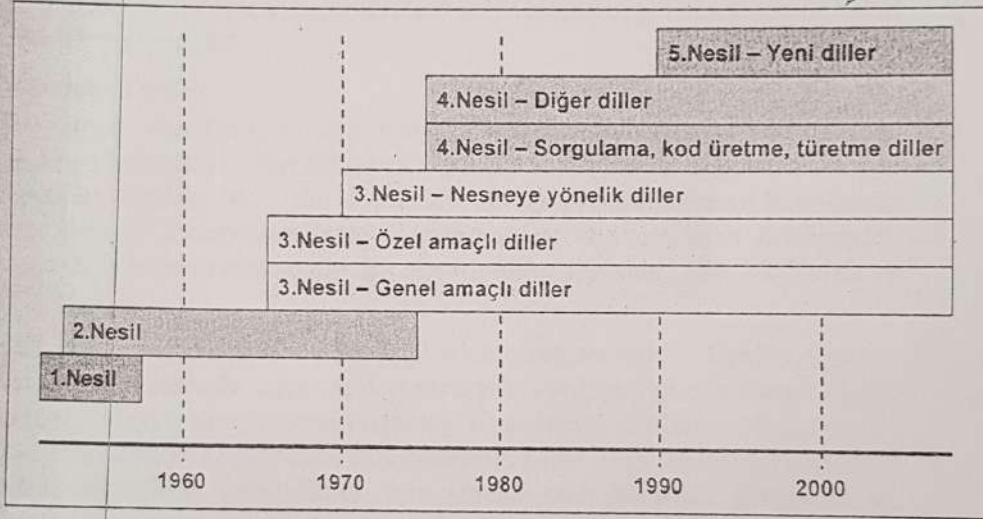 5.Nesil – Yeni diller
4.Nesil – Diğer diller
4.Nesil – Sorgulama, kod üretme, türetme diller
3.Nesil – Nesneye yönelik diller
3.Nesil – Özel amaçlı diller
3.Nesil – Genel amaçlı diller
2.Nesil
1.Nesil
1960 1970 1980 1990 2000